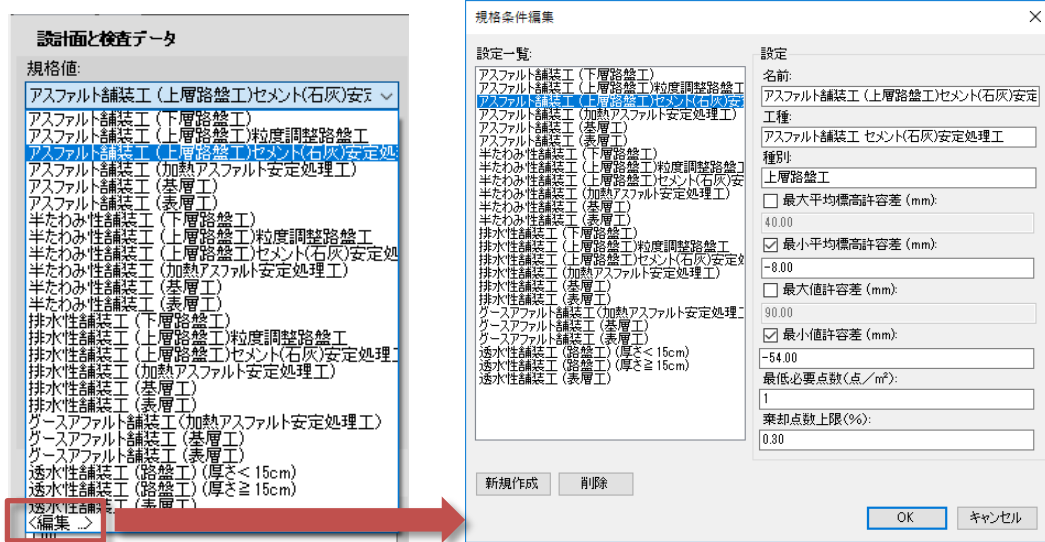 設計面と検査データ
規格値:
アスファルト舗装工 (上層路盤工)セメント(石灰)安定
アスファルト舗装工 (下層路盤工)
アスファルト舗装工 (上層路盤工)粒度調整路盤工
アスファルト舗装工 (上層路盤工)セメント(石灰)安定処
アスファルト舗装工 (加熱アスファルト安定処理工)
アスファルト舗装工 (基層工)
アスファルト舗装工 (表層工)
半たわみ性舗装工 (下層路盤工)
半たわみ性舗装工 (上層路盤工)粒度調整路盤工
半たわみ性舗装工 (上層路盤工)セメント(石灰)安定処
半たわみ性舗装工 (加熱アスファルト安定処理工)
半たわみ性舗装工 (基層工)
半たわみ性舗装工 (表層工)
排水性舗装工 (下層路盤工)
排水性舗装工 (上層路盤工)粒度調整路盤工
排水性舗装工 (上層路盤工)セメント(石灰)安定処理工
排水性舗装工 (加熱アスファルト安定処理工)
排水性舗装工 (基層工)
排水性舗装工 (表層工)
グースアファルト舗装工(加熱アスファルト安定処理工)
グースアファルト舗装工 (基層工)
グースアファルト舗装工 (表層工)
透水性舗装工 (路盤工) (厚さ< 15cm)
透水性舗装工 (路盤工) (厚さ≧ 15cm)
透水性舗装工 (表層工)
<編集 ...>
規格条件編集
設定一覧:
アスファルト舗装工 (下層路盤工)
アスファルト舗装工 (上層路盤工)粒度調整路盤工
アスファルト舗装工 (上層路盤工)セメント(石灰)安
アスファルト舗装工 (加熱アスファルト安定処理工)
アスファルト舗装工 (基層工)
アスファルト舗装工 (表層工)
半たわみ性舗装工 (下層路盤工)
半たわみ性舗装工 (上層路盤工)粒度調整路盤工
半たわみ性舗装工 (上層路盤工)セメント(石灰)安
半たわみ性舗装工 (加熱アスファルト安定処理工)
半たわみ性舗装工 (基層工)
半たわみ性舗装工 (表層工)
排水性舗装工 (下層路盤工)
排水性舗装工 (上層路盤工)粒度調整路盤工
排水性舗装工 (上層路盤工)セメント(石灰)安定処
排水性舗装工 (加熱アスファルト安定処理工)
排水性舗装工 (基層工)
排水性舗装工 (表層工)
グースアファルト舗装工(加熱アスファルト安定処理工
グースアファルト舗装工 (基層工)
グースアファルト舗装工 (表層工)
透水性舗装工 (路盤工) (厚さ< 15cm)
透水性舗装工 (路盤工) (厚さ≧ 15cm)
透水性舗装工 (表層工)
新規作成 削除
設定
名前:
アスファルト舗装工 (上層路盤工)セメント(石灰)安定
工種:
アスファルト舗装工 セメント(石灰)安定処理工
種別:
上層路盤工
最大平均標高許容差 (mm):
40.00
最小平均標高許容差 (mm):
-8.00
最大値許容差 (mm):
90.00
最小値許容差 (mm):
-54.00
最低必要点数(点/m²):
1
棄却点数上限(%):
0.30
OK キャンセル